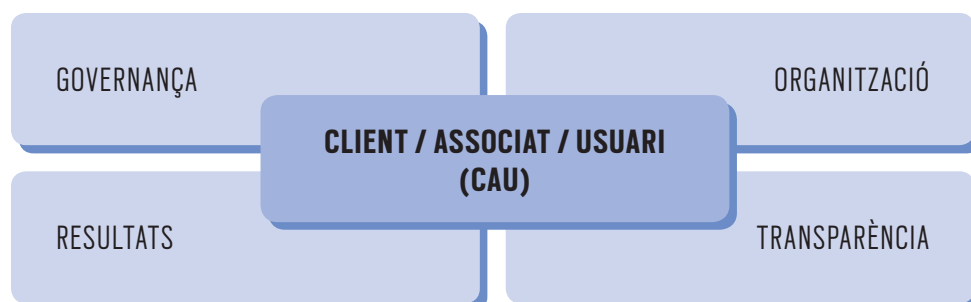 GOVERNANÇA
ORGANITZACIÓ
CLIENT / ASSOCIAT / USUARI
(CAU)
RESULTATS
TRANSPARÈNCIA